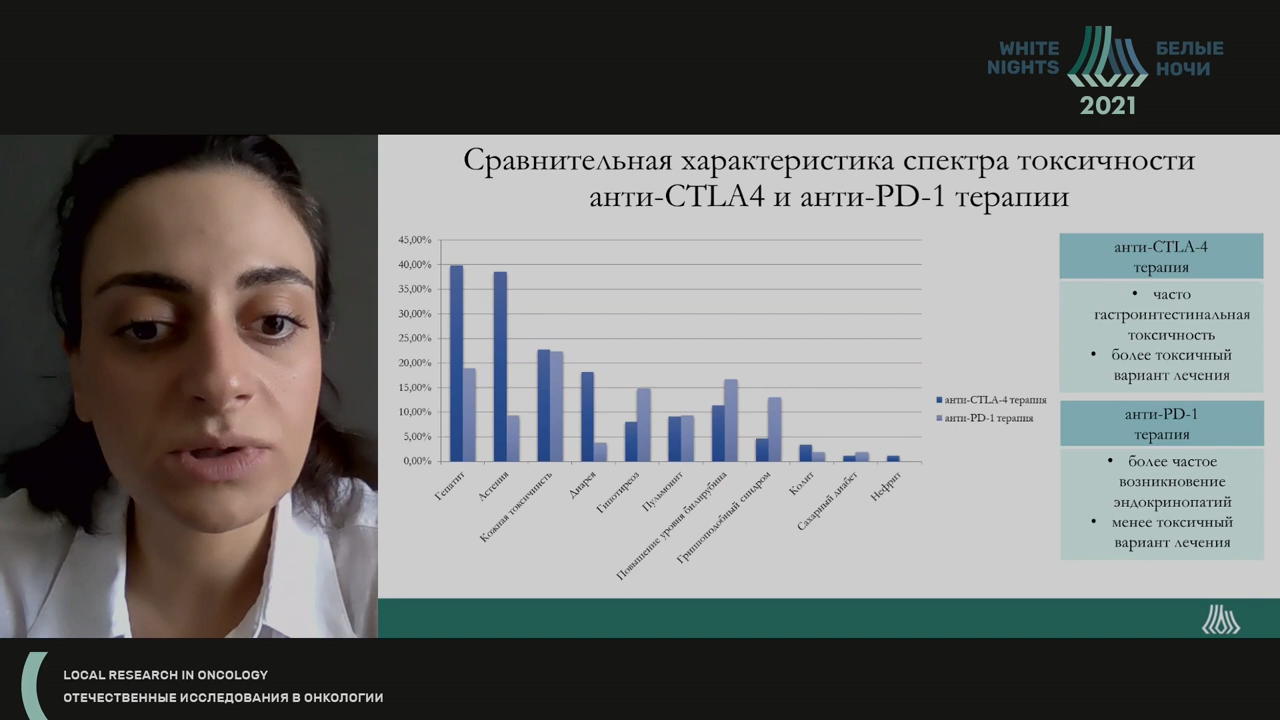 WHITE
NIGHTS
БЕЛЫЕ
НОЧИ
2021
Сравнительная характеристика спектра токсичности
анти-CTLA4 и анти-PD-1 терапии
45,00%
40,00%
35,00%
30,00%
25,00%
20,00%
15,00%
10,00%
5,00%
0,00%
Гепатит
Астения
Кожная токсичность
Диарея
Гипотиреоз
Пульмонит
Повышение уровня билирубина
Гриппоподобный синдром
Колит
Сахарный диабет
Нефрит
анти-CTLA-4 терапия
анти-PD-1 терапия
анти-CTLA-4
терапия
• часто
гастроинтестинальная
токсичность
• более токсичный
вариант лечения
анти-PD-1
терапия
• более частое
возникновение
эндокринопатий
• менее токсичный
вариант лечения
LOCAL RESEARCH IN ONCOLOGY
ОТЕЧЕСТВЕННЫЕ ИССЛЕДОВАНИЯ В ОНКОЛОГИИ